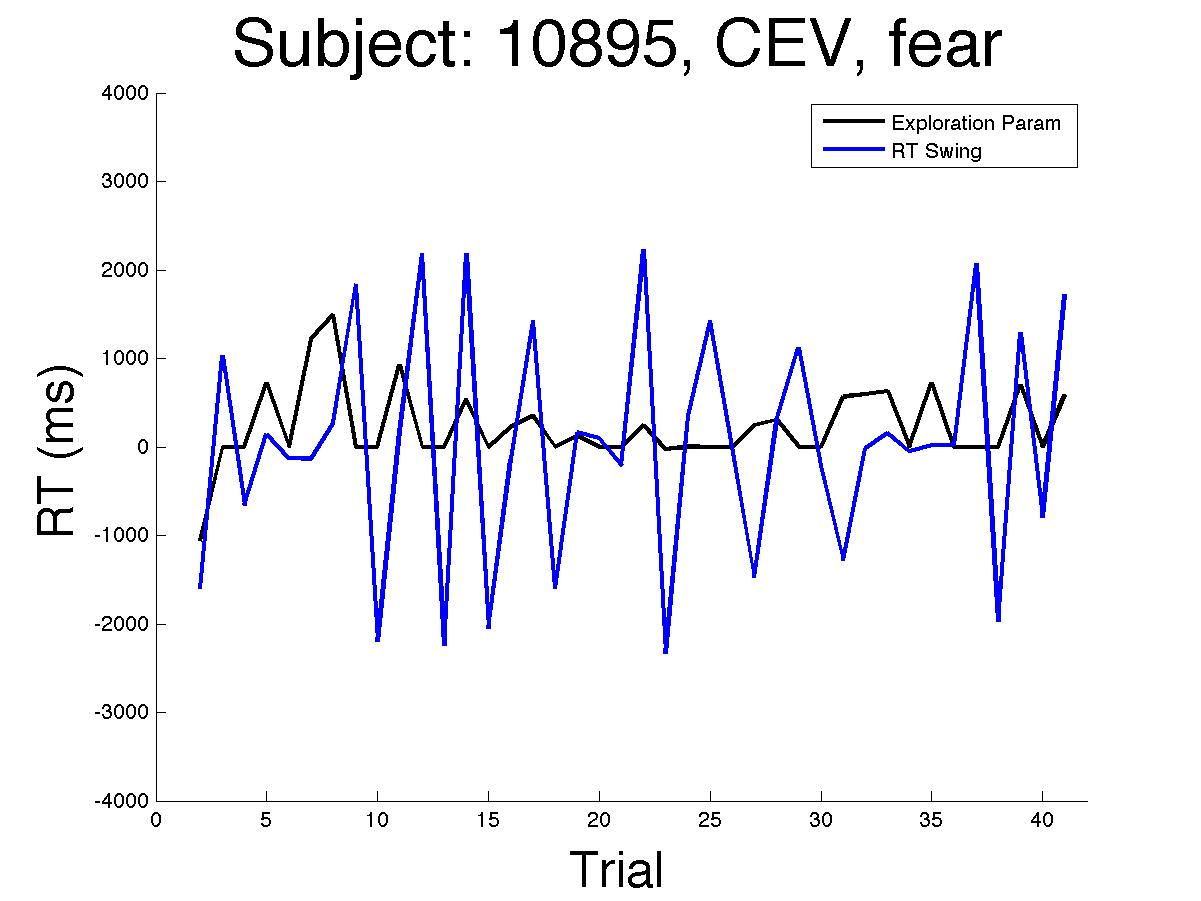 Subject: 10895, CEV, fear
4000
3000
2000
1000
0
-1000
-2000
-3000
-4000
RT (ms)
Exploration Param
RT Swing
0 5 10 15 20 25 30 35 40
Trial